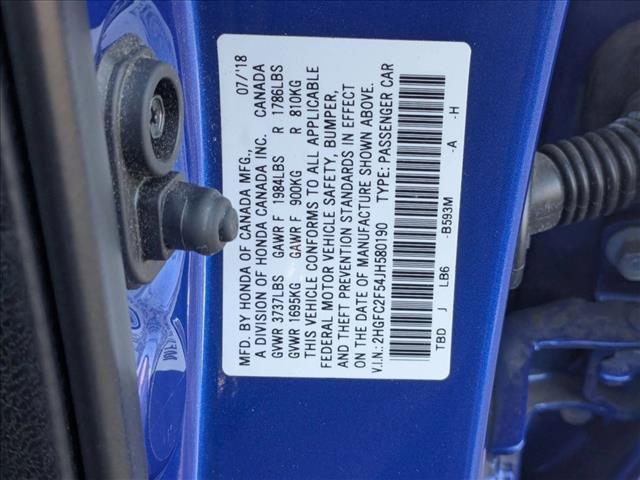 MFD. BY HONDA OF CANADA MFG., 07/'18
A DIVISION OF HONDA CANADA INC. CANADA
GVWR 3737LBS GAWR F 1984LBS R 1786LBS
GVWR 1695KG GAWR F 900KG R 810KG
THIS VEHICLE CONFORMS TO ALL APPLICABLE
FEDERAL MOTOR VEHICLE SAFETY, BUMPER,
AND THEFT PREVENTION STANDARDS IN EFFECT
ON THE DATE OF MANUFACTURE SHOWN ABOVE.
V.I.N.: 2HGFC2F54JH580190 TYPE: PASSENGER CAR
TBD J LB6 -B593M -A -H